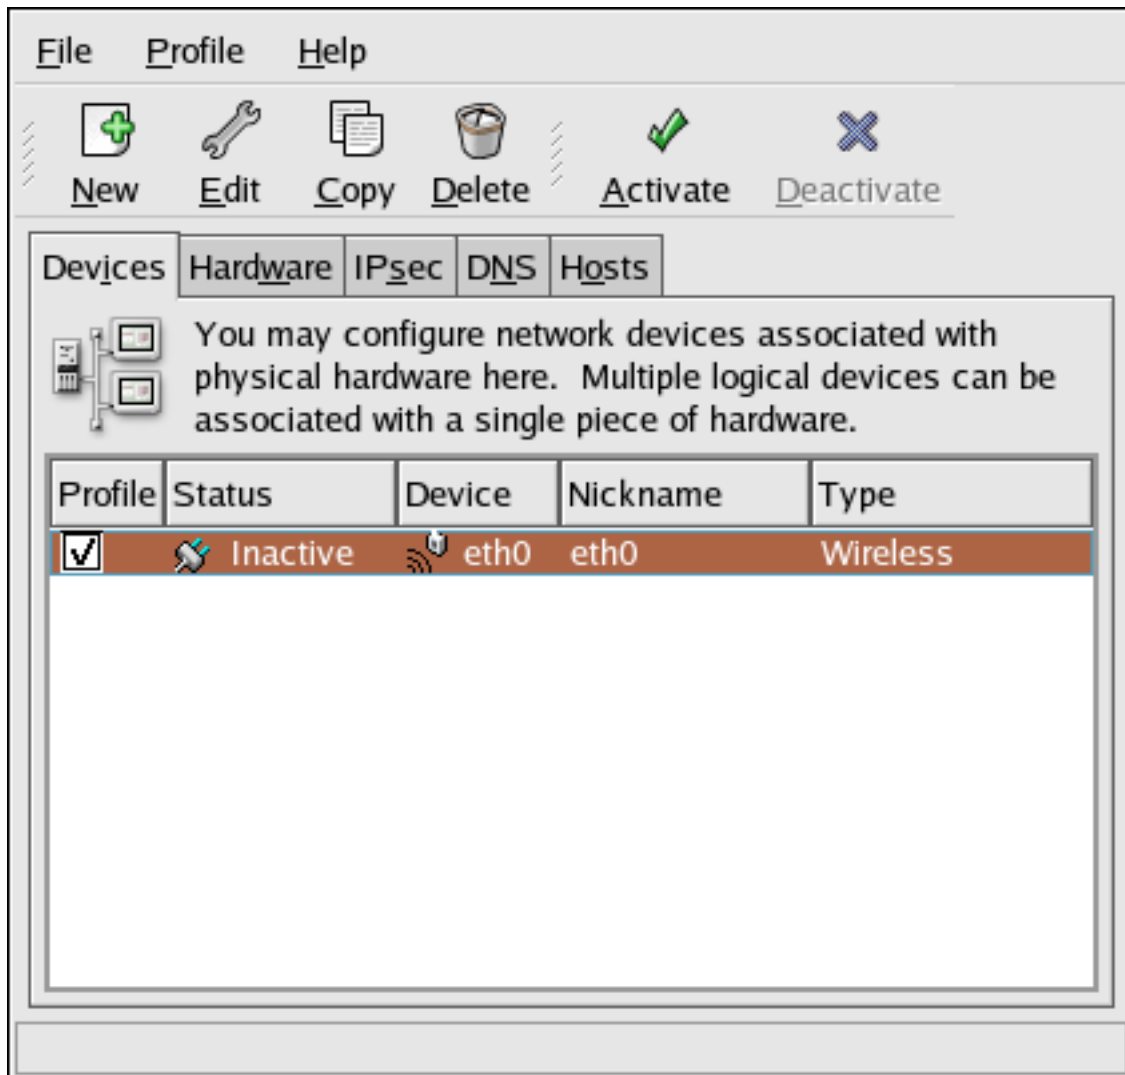 File Profile Help
New Edit Copy Delete Activate Deactivate
Devices Hardware IPsec DNS Hosts
You may configure network devices associated with
physical hardware here.  Multiple logical devices can be
associated with a single piece of hardware.
Profile Status Device Nickname Type
Inactive eth0 eth0 Wireless